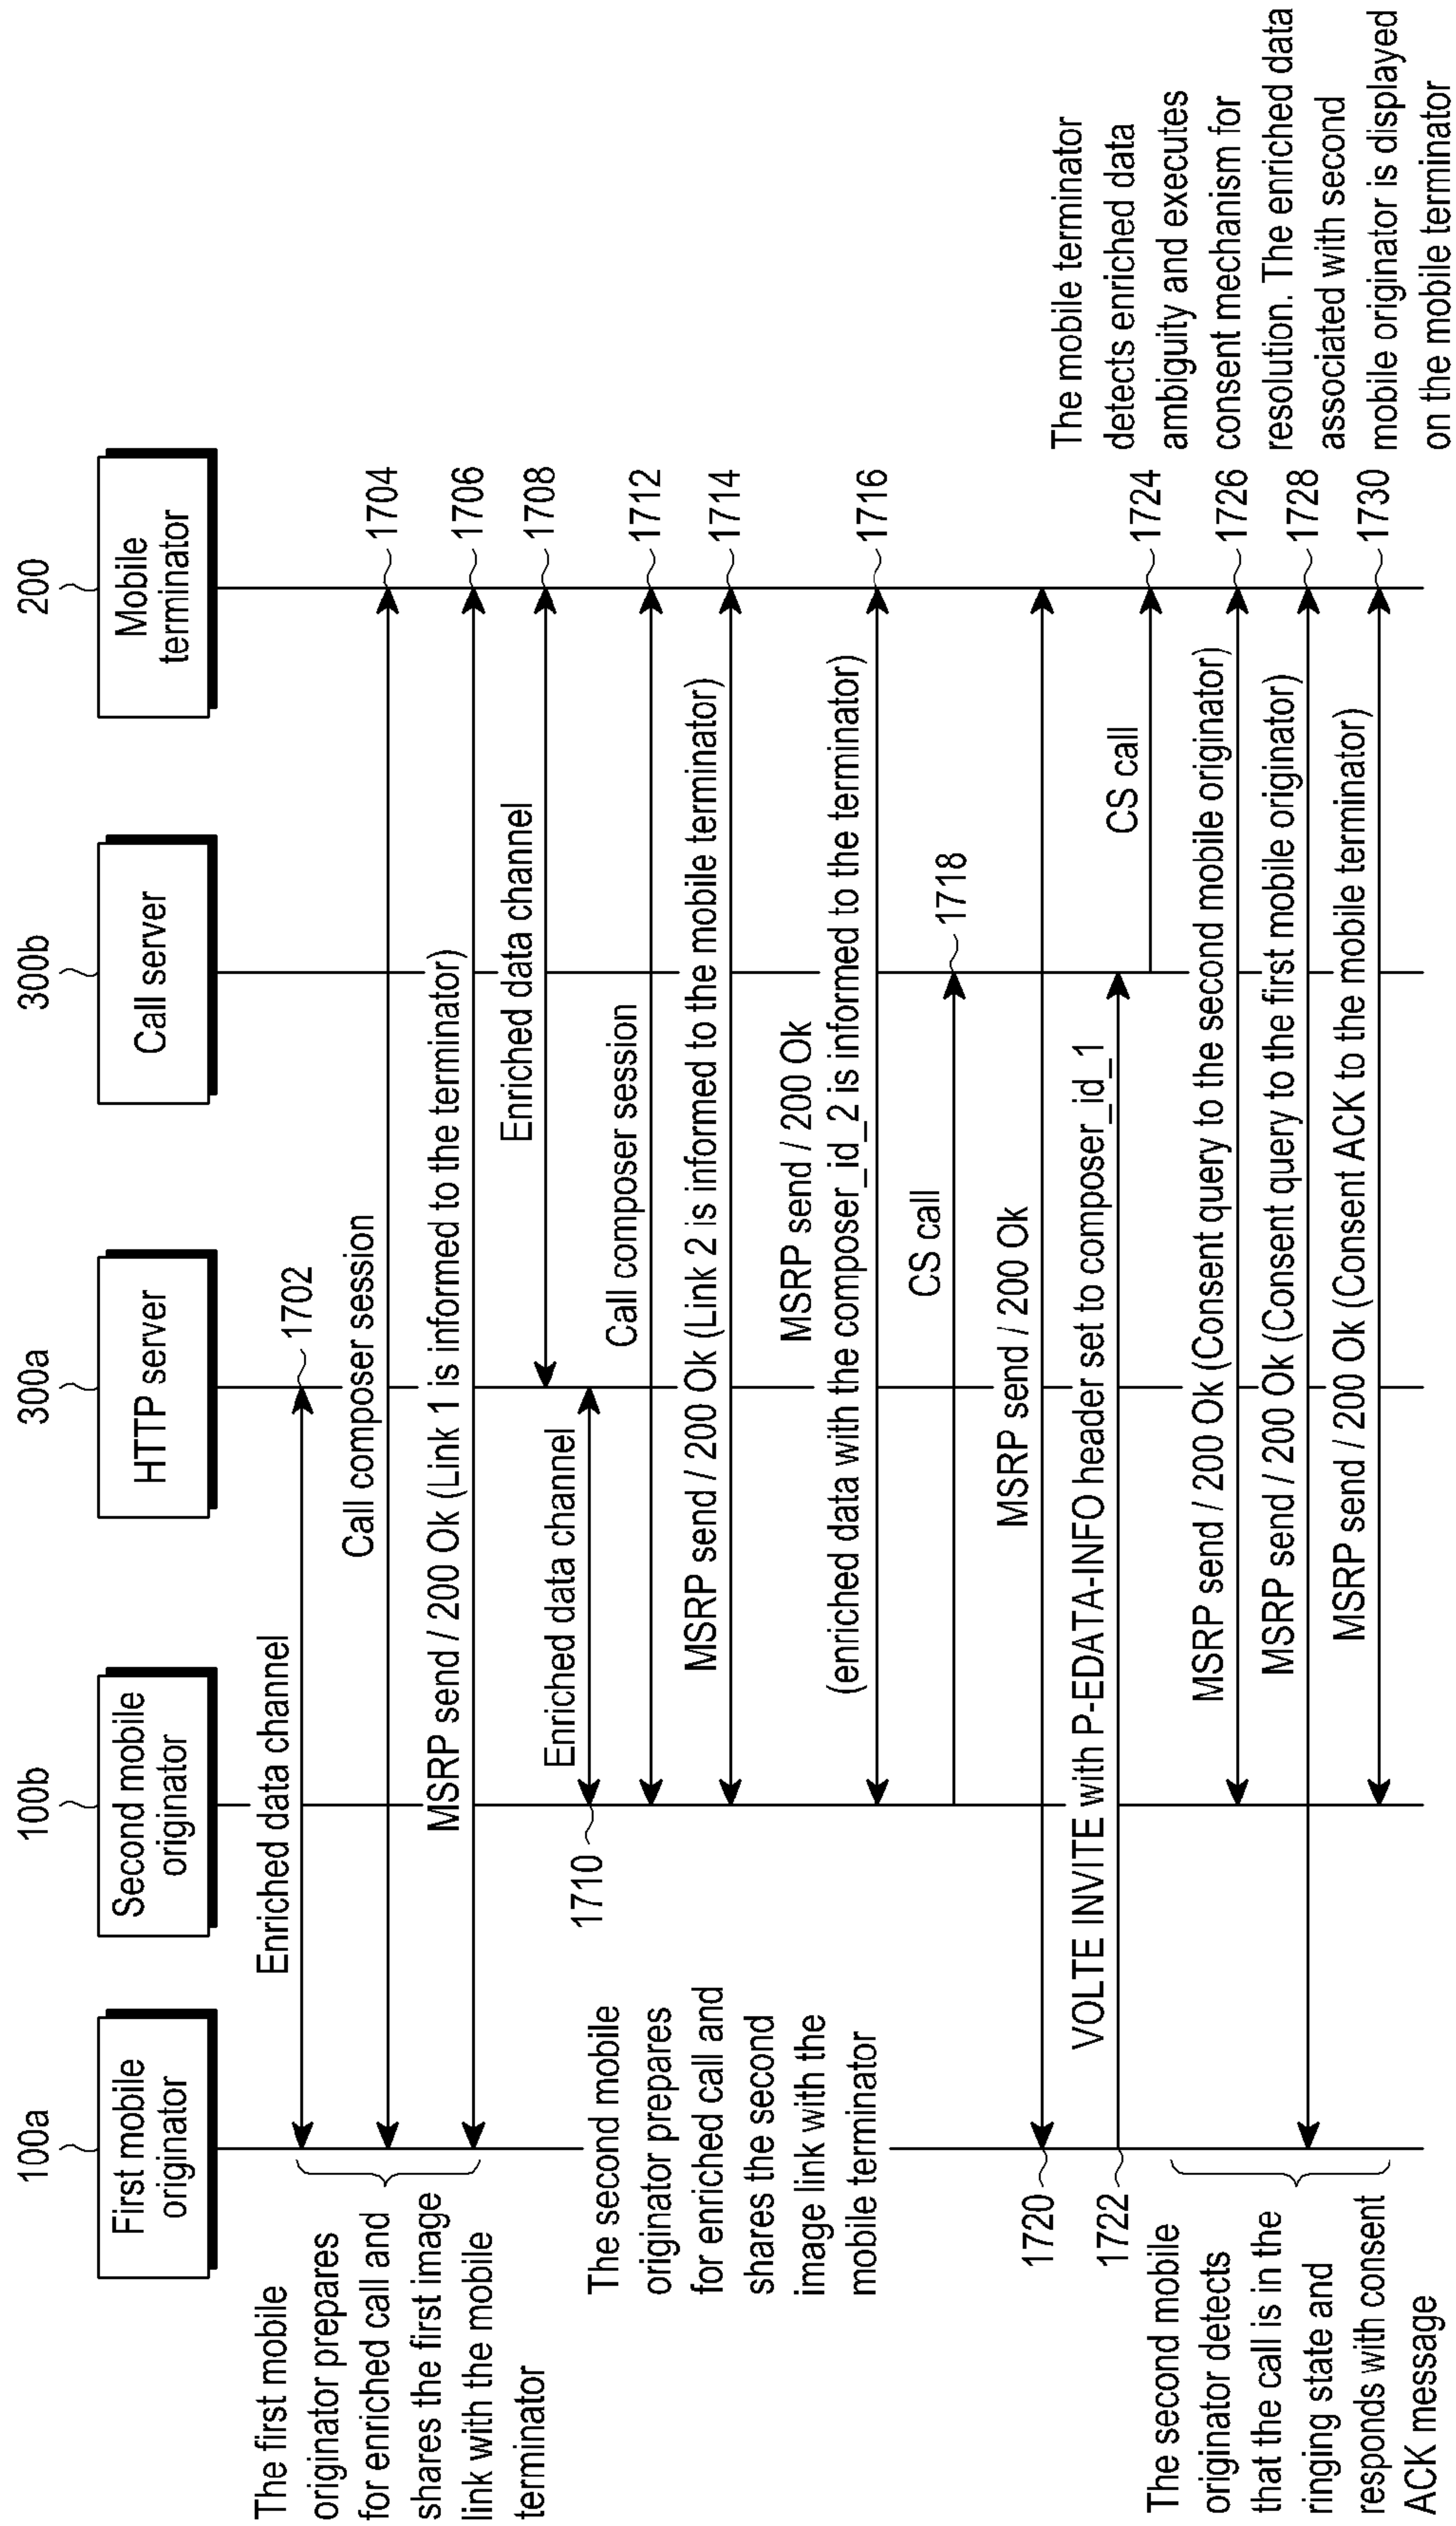 100a
100b
300a
300b
200
First mobile
originator
Second mobile
originator
HTTP server
Call server
Mobile
terminator
The first mobile
originator prepares
for enriched call and
shares the first image
link with the mobile
terminator
Enriched data channel
1702
Call composer session
1704
MSRP send / 200 Ok (Link 1 is informed to the terminator)
1706
Enriched data channel
1708
Enriched data channel
1710
The second mobile
originator prepares
for enriched call and
shares the second
image link with the
mobile terminator
Call composer session
1712
MSRP send / 200 Ok (Link 2 is informed to the mobile terminator)
1714
MSRP send / 200 Ok
(enriched data with the composer_id_2 is informed to the terminator)
1716
CS call
1718
MSRP send / 200 Ok
1720
VOLTE INVITE with P-EDATA-INFO header set to composer_id_1
1722
CS call
1724
The mobile terminator
detects enriched data
ambiguity and executes
consent mechanism for
resolution. The enriched data
associated with second
mobile originator is displayed
on the mobile terminator
MSRP send / 200 Ok (Consent query to the second mobile originator)
1726
MSRP send / 200 Ok (Consent query to the first mobile originator)
1728
MSRP send / 200 Ok (Consent ACK to the mobile terminator)
1730
The second mobile
originator detects
that the call is in the
ringing state and
responds with consent
ACK message